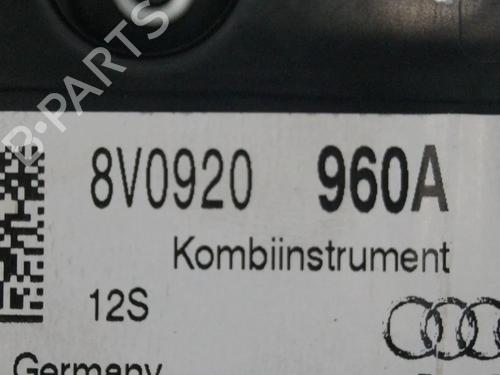 B-PARTS
8V0920 960A
Kombiinstrument
12S
Germany